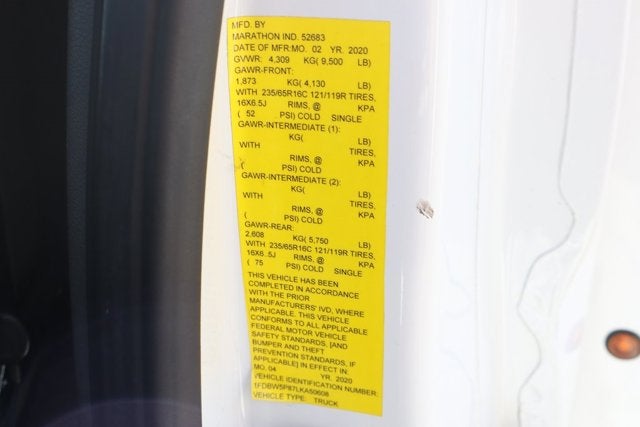 MFD. BY
MARATHON IND. 52683
DATE OF MFR:MO. 02 YR. 2020
GVWR: 4,309 KG( 9,500 LB)
GAWR-FRONT:
1,873 KG( 4,130 LB)
WITH 235/65R16C 121/119R TIRES,
16X6.5J RIMS, @ KPA
( 52 PSI) COLD SINGLE
GAWR-INTERMEDIATE (1):
KG( LB)
WITH TIRES,
RIMS, @ KPA
( PSI) COLD
GAWR-INTERMEDIATE (2):
KG( LB)
WITH TIRES,
RIMS, @ KPA
( PSI) COLD
GAWR-REAR:
2,608 KG( 5,750 LB)
WITH 235/65R16C 121/119R TIRES,
16X6.5J RIMS, @ KPA
( 75 PSI) COLD SINGLE
THIS VEHICLE HAS BEEN
COMPLETED IN ACCORDANCE
WITH THE PRIOR
MANUFACTURERS' IVD, WHERE
APPLICABLE. THIS VEHICLE
CONFORMS TO ALL APPLICABLE
FEDERAL MOTOR VEHICLE
SAFETY STANDARDS, [AND
BUMPER AND THEFT
PREVENTION STANDARDS, IF
APPLICABLE] IN EFFECT IN:
MO. 04 YR. 2020
VEHICLE IDENTIFICATION NUMBER:
1FDBW5P87LKA50608
VEHICLE TYPE: TRUCK